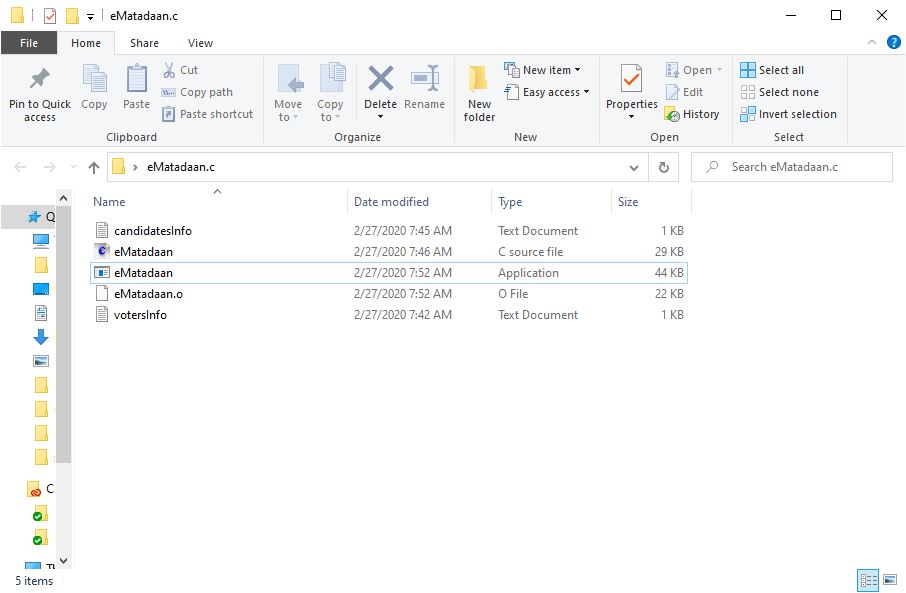 eMatadaan.c
File Home Share View
Pin to Quick access
Copy
Paste
Cut
Copy path
Paste shortcut
Clipboard
Move to
Copy to
Delete
Rename
Organize
New folder
New item
Easy access
New
Properties
Open
Edit
History
Open
Select all
Select none
Invert selection
Select
eMatadaan.c
Search eMatadaan.c
Name Date modified Type Size
candidatesInfo 2/27/2020 7:45 AM Text Document 1 KB
eMatadaan 2/27/2020 7:46 AM C source file 29 KB
eMatadaan 2/27/2020 7:52 AM Application 44 KB
eMatadaan.o 2/27/2020 7:52 AM O File 22 KB
votersInfo 2/27/2020 7:42 AM Text Document 1 KB
5 items